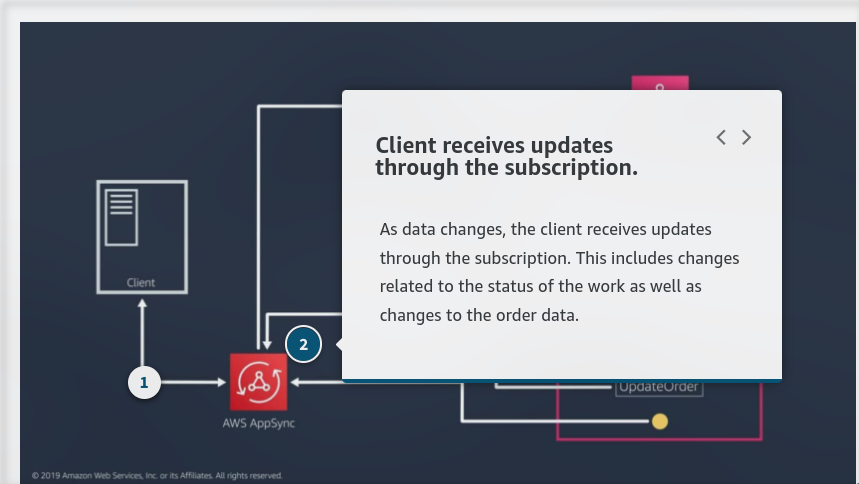 Client receives updates
through the subscription.
As data changes, the client receives updates
through the subscription. This includes changes
related to the status of the work as well as
changes to the order data.
Client
2
1
UpdateOrder
AWS AppSync
© 2019 Amazon Web Services, Inc. or its Affiliates. All rights reserved.